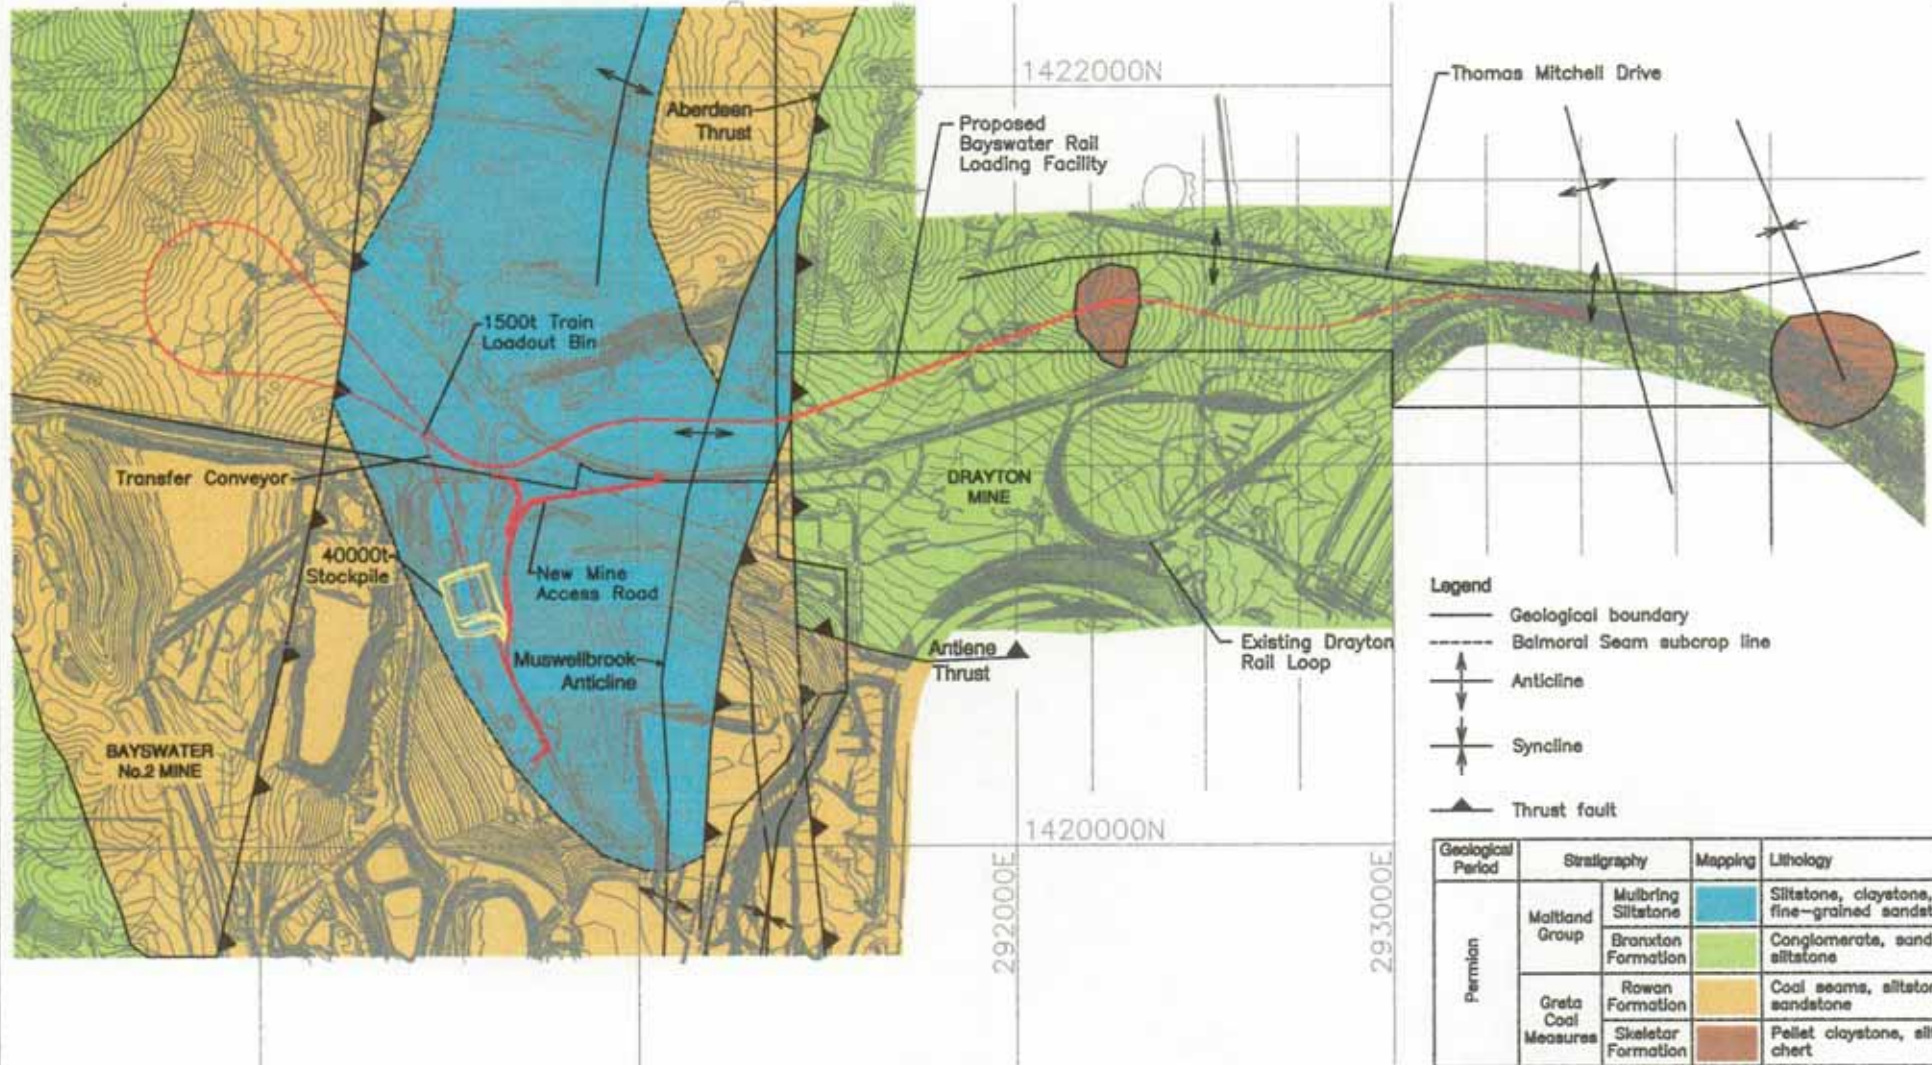 1422000N
Thomas Mitchell Drive
Aberdeen
Thrust
Proposed
Bayswater Rail
Loading Facility
1500t Train
Loadout Bin
Transfer Conveyor
DRAYTON
MINE
40000t
Stockpile
New Mine
Access Road
Muswellbrook
Anticline
Antiene
Thrust
Existing Drayton
Rail Loop
BAYSWATER
No.2 MINE
1420000N
292000E
293000E
Legend
Geological boundary
Balmoral Seam subcrop line
Anticline
Syncline
Thrust fault
Geological
Period
Stratigraphy
Mapping
Lithology
Permian
Maitland
Group
Mulbring
Siltstone
Siltstone, claystone,
fine-grained sandst
Branxton
Formation
Conglomerate, sand
siltstone
Greta
Coal
Measures
Rowan
Formation
Coal seams, siltsto
sandstone
Skeletar
Formation
Pellet claystone, sil
chert